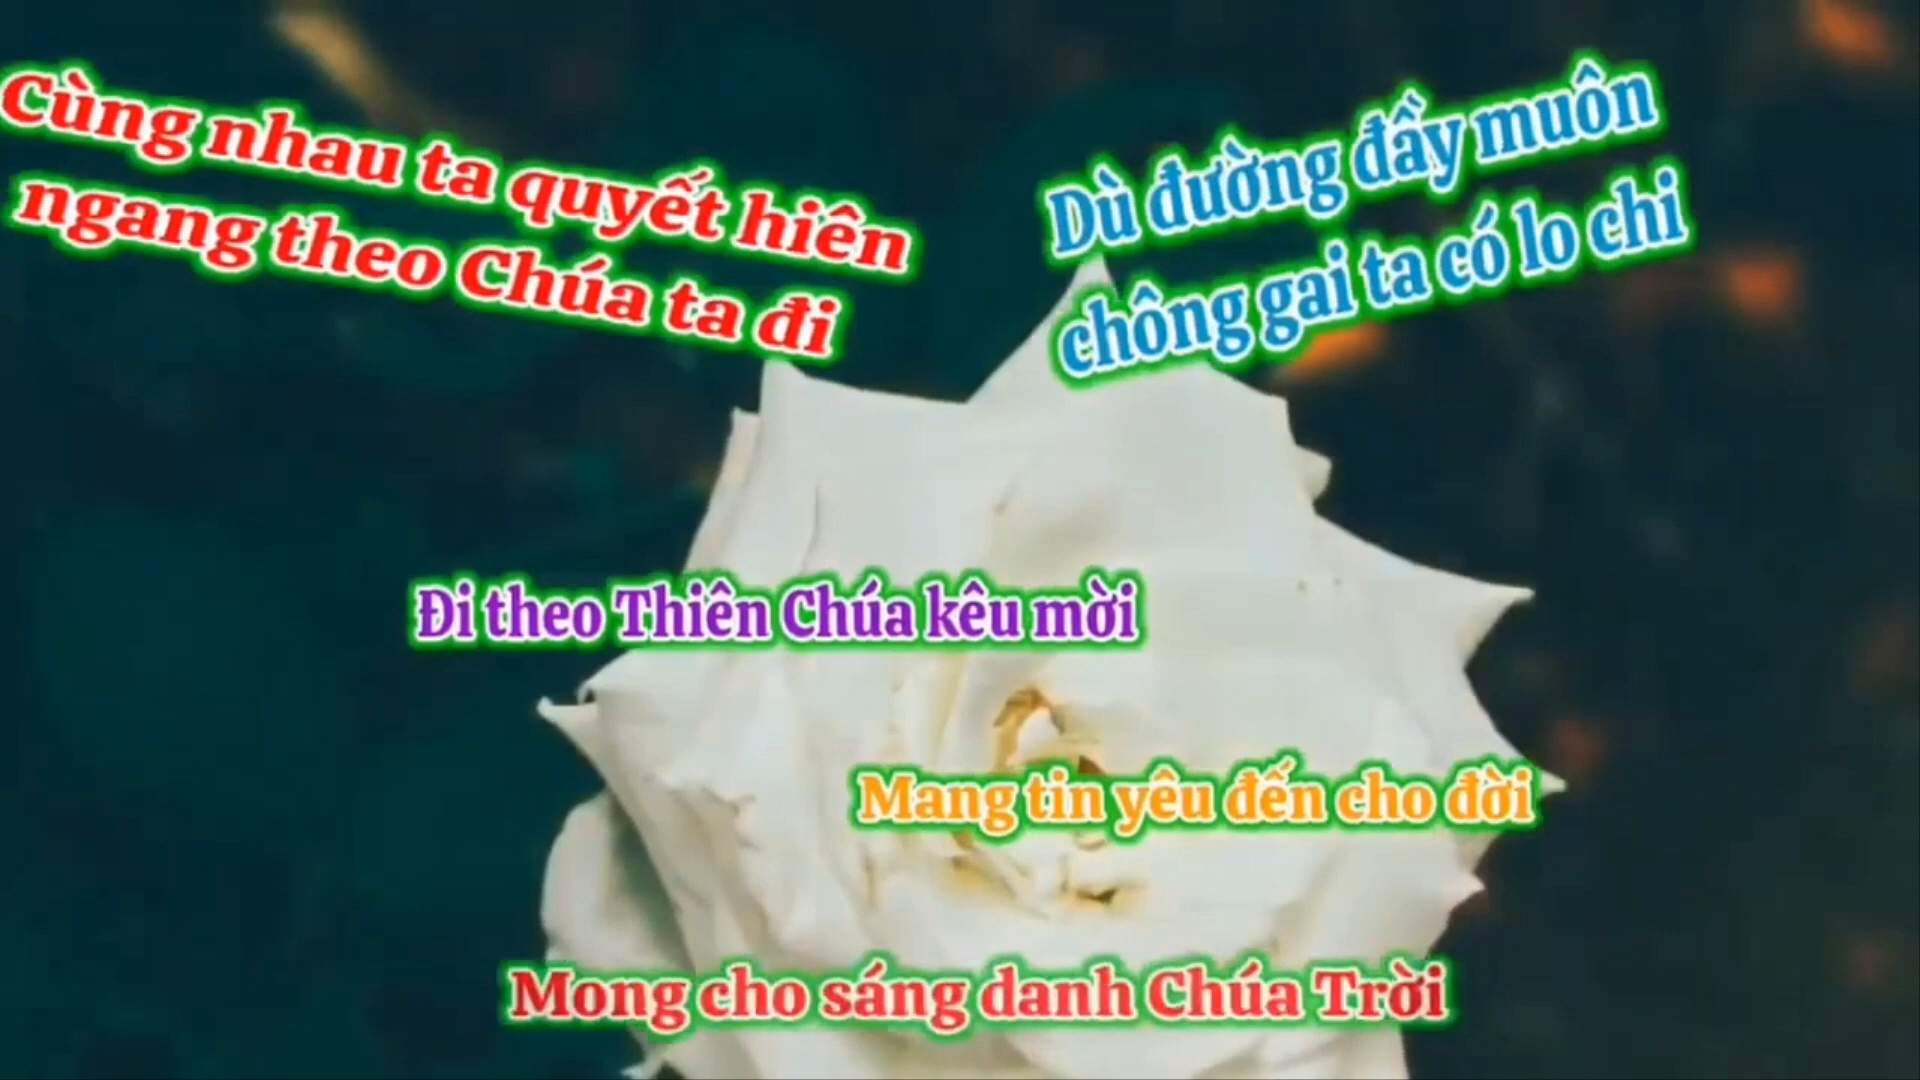 Cùng nhau ta quyết hiên
ngang theo Chúa ta đi
Dù đường đầy muôn
chông gai ta có lo chi
Đi theo Thiên Chúa kêu mời
Mang tin yêu đến cho đời
Mong cho sáng danh Chúa Trời